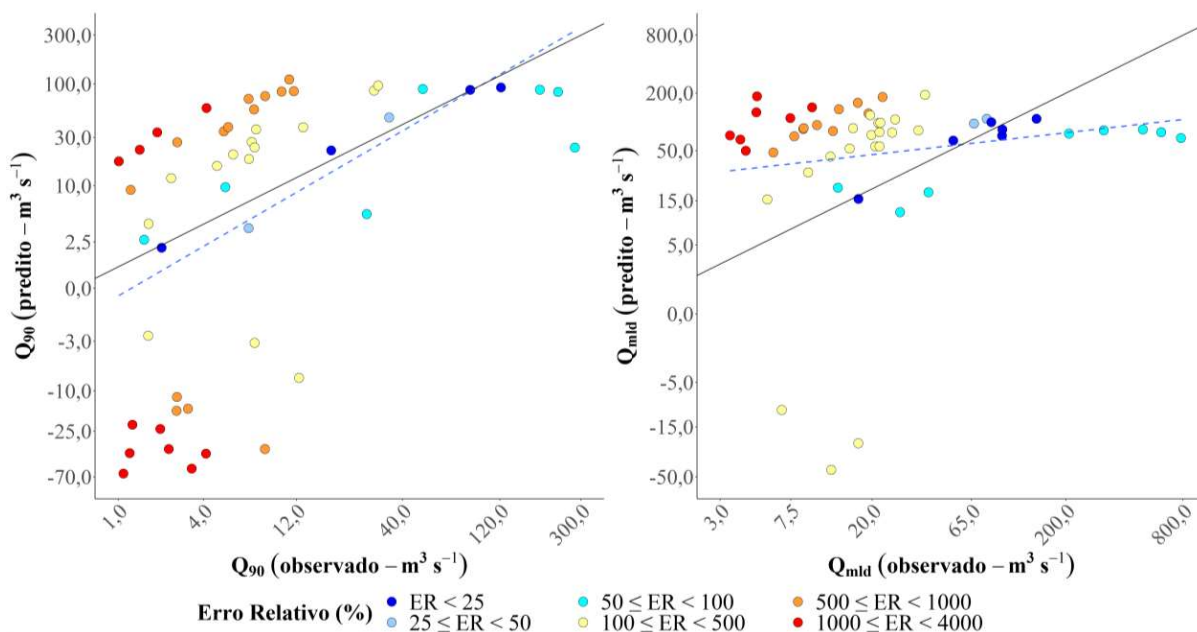 Q90 (predito – m³ s⁻¹)
300,0
100,0
30,0
10,0
2,5
0,0
-3,0
-10,0
-25,0
-70,0
1,0
4,0
12,0
40,0
120,0
300,0
Q90 (observado – m³ s⁻¹)
Qmld (predito – m³ s⁻¹)
800,0
200,0
50,0
15,0
5,0
0,0
-5,0
-15,0
-50,0
3,0
7,5
20,0
65,0
200,0
800,0
Qmld (observado – m³ s⁻¹)
Erro Relativo (%)
ER < 25
25 ≤ ER < 50
50 ≤ ER < 100
100 ≤ ER < 500
500 ≤ ER < 1000
1000 ≤ ER < 4000